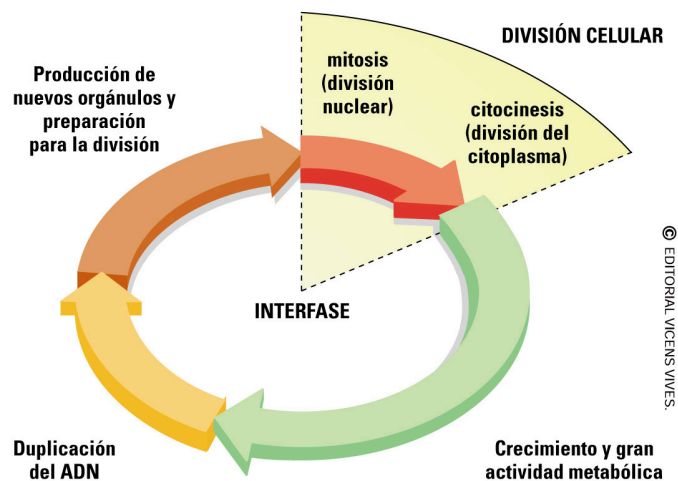 DIVISIÓN CELULAR
mitosis
(división
nuclear)
citocinesis
(división del
citoplasma)
Producción de
nuevos orgánulos y
preparación
para la división
INTERFASE
Duplicación
del ADN
Crecimiento y gran
actividad metabólica
© EDITORIAL VICENS VIVES.